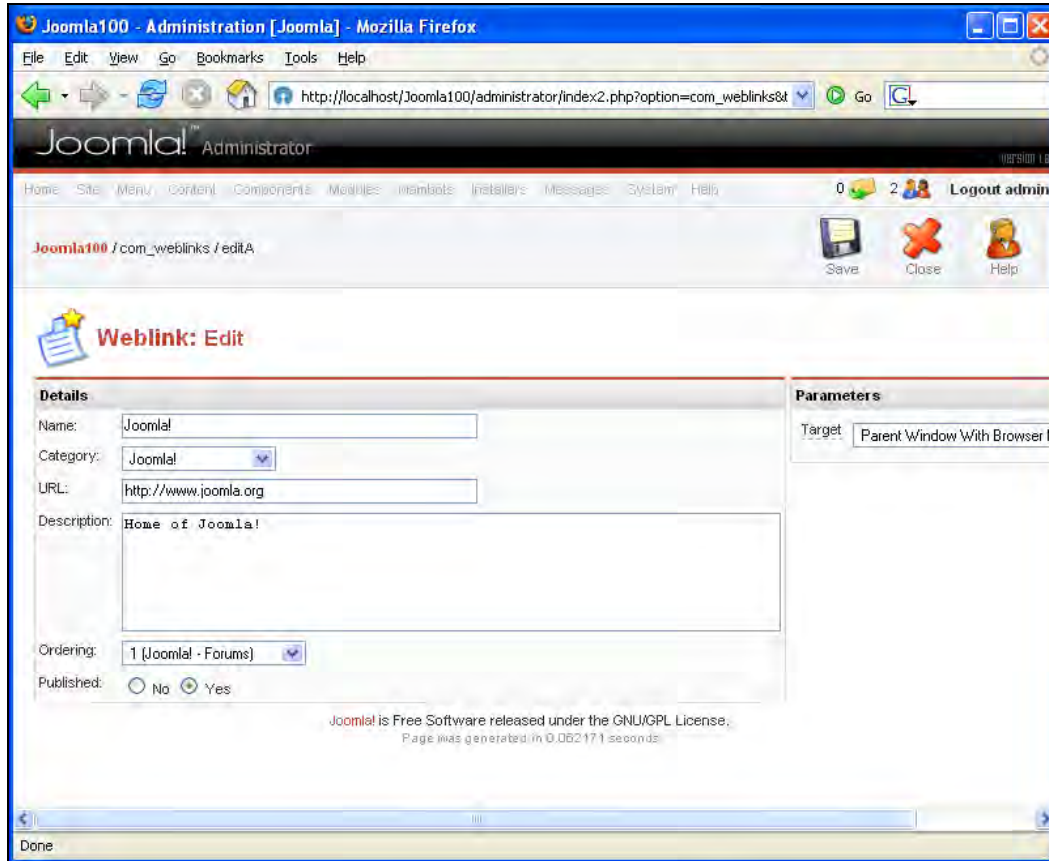 Joomla100 - Administration [Joomla] - Mozilla Firefox
File Edit View Go Bookmarks Tools Help
http://localhost/Joomla100/administrator/index2.php?option=com_weblinks&t Go G
Joomla!™ Administrator
version 1.0
Home Site Menu Content Components Modules Mambots Installers Messages System Help 0 2 Logout admin
Joomla100 / com_weblinks / editA
Save Close Help
Weblink: Edit
Details
Name: Joomla!
Category: Joomla!
URL: http://www.joomla.org
Description: Home of Joomla!
Ordering: 1 (Joomla! - Forums)
Published: No Yes
Parameters
Target Parent Window With Browser
Joomla! is Free Software released under the GNU/GPL License.
Page was generated in 0.062171 seconds
Done